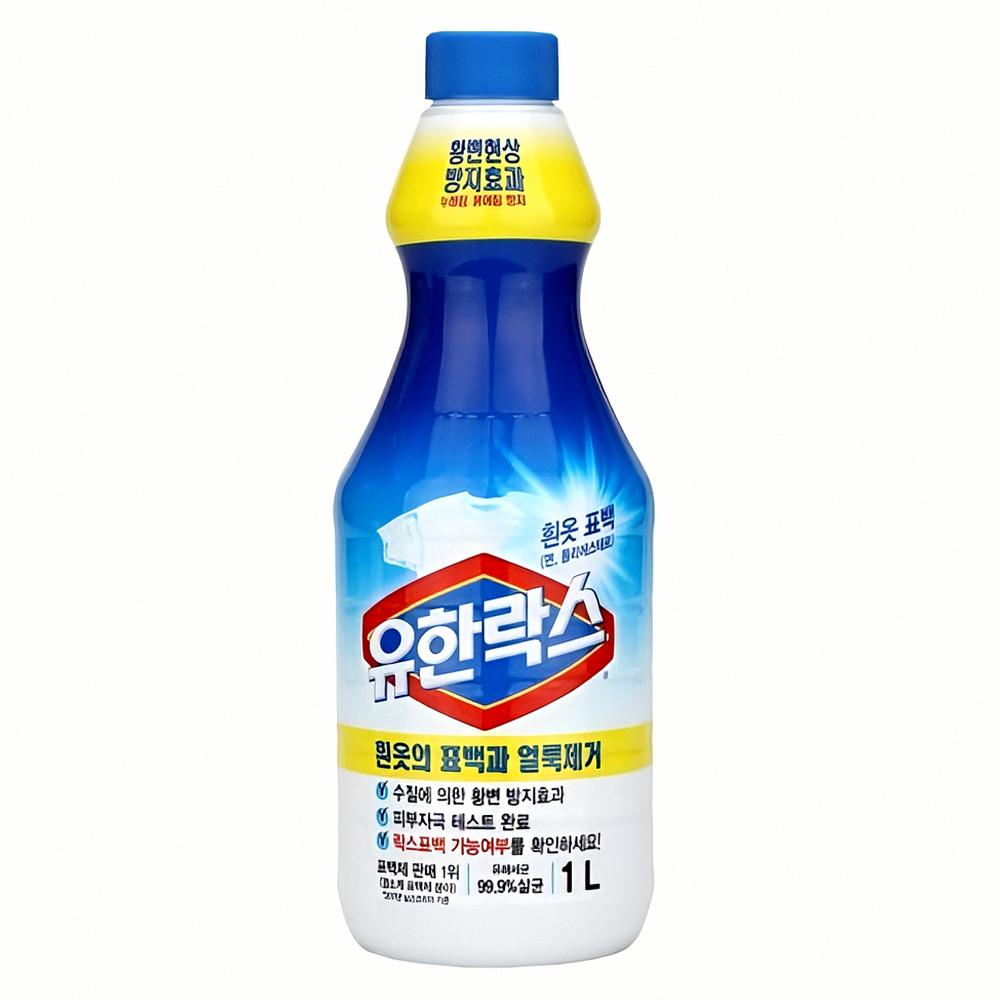 황변현상
방지효과
흰옷 표백
유한락스
흰옷의 표백과 얼룩제거
수질에 의한 황변 방지효과
피부자극 테스트 완료
락스표백 가능여부를 확인하세요!
표백제 판매 1위
99.9%살균
1 L